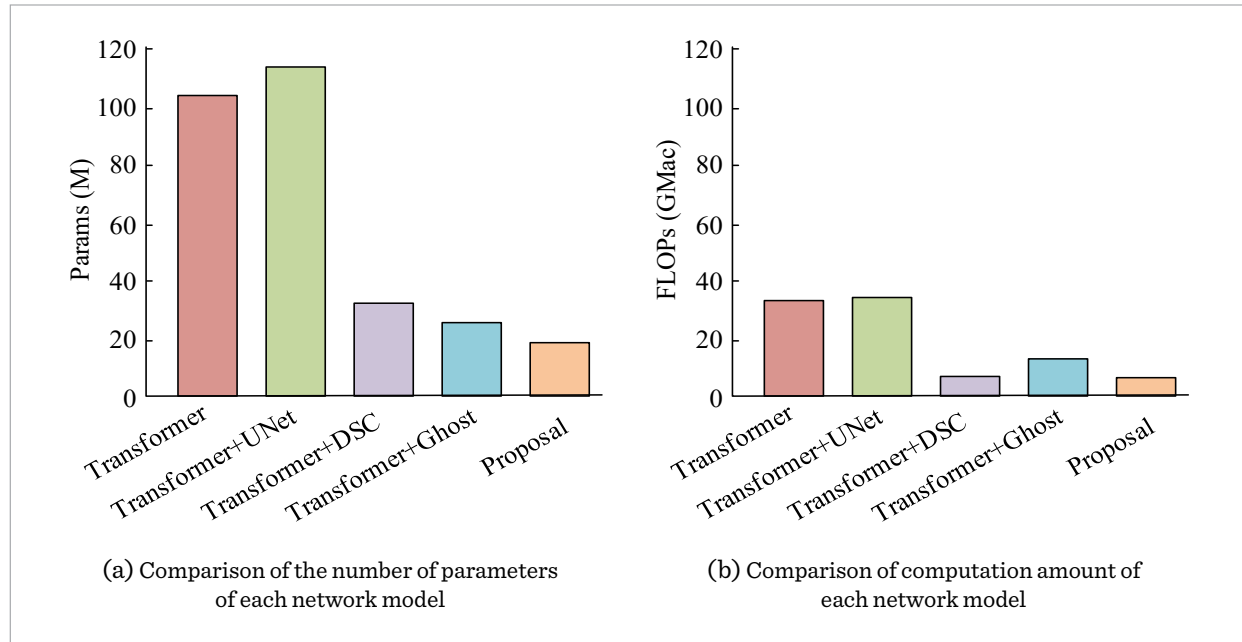 120
100
80
60
40
20
0
Params (M)
Transformer
Transformer+UNet
Transformer+DSC
Transformer+Ghost
Proposal
(a) Comparison of the number of parameters
of each network model
120
100
80
60
40
20
0
FLOPs (GMac)
Transformer
Transformer+UNet
Transformer+DSC
Transformer+Ghost
Proposal
(b) Comparison of computation amount of
each network model